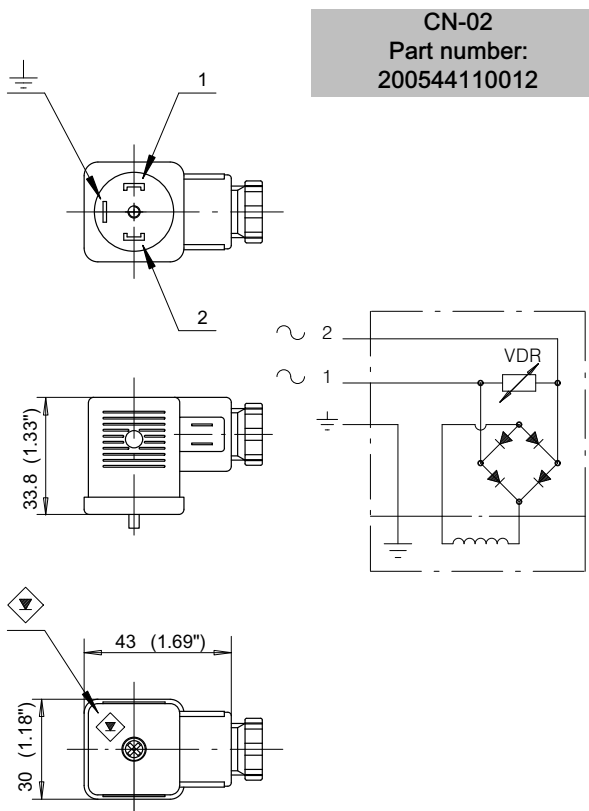 CN-02
Part number:
200544110012
1
2
2
VDR
1
33.8 (1.33")
43 (1.69")
30 (1.18")